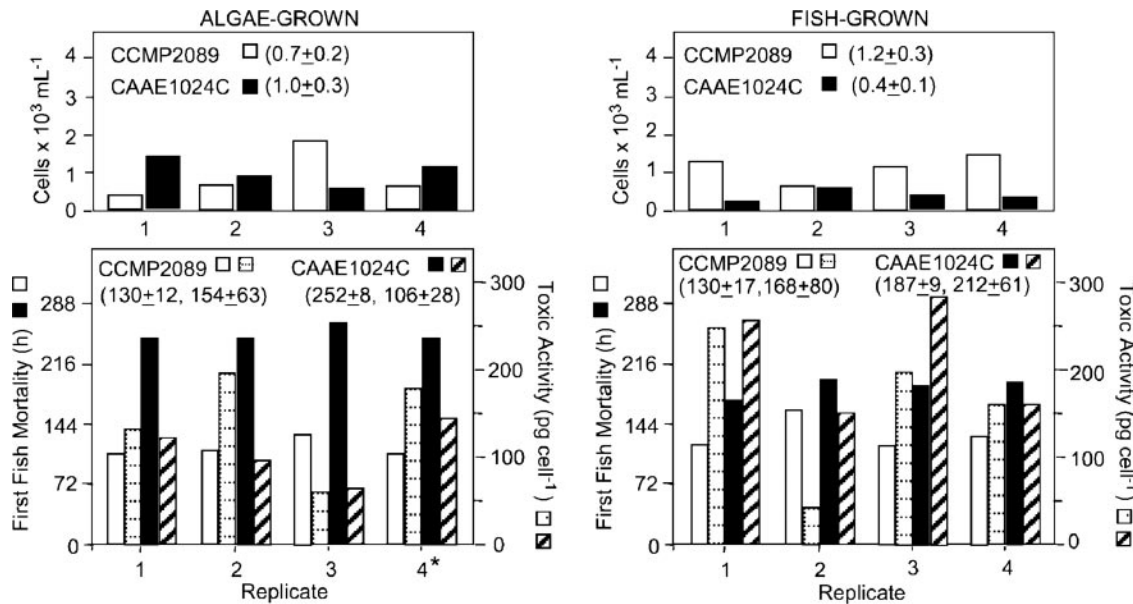 ALGAE-GROWN
CCMP2089 (0.7±0.2)
CAAE1024C (1.0±0.3)
Cells x 10³ mL⁻¹
4
3
2
1
0
1 2 3 4
CCMP2089 CAAE1024C
(130±12, 154±63) (252±8, 106±28)
First Fish Mortality (h)
288
216
144
72
0
300
200
100
0
Toxic Activity (pg cell⁻¹)
1 2 3 4*
Replicate
FISH-GROWN
CCMP2089 (1.2±0.3)
CAAE1024C (0.4±0.1)
Cells x 10³ mL⁻¹
4
3
2
1
0
1 2 3 4
CCMP2089 CAAE1024C
(130±17,168±80) (187±9, 212±61)
First Fish Mortality (h)
288
216
144
72
0
300
200
100
0
Toxic Activity (pg cell⁻¹)
1 2 3 4
Replicate